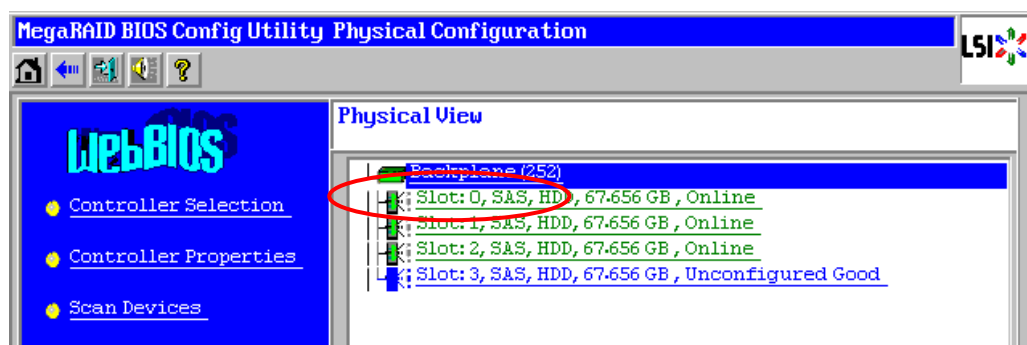 MegaRAID BIOS Config Utility Physical Configuration
LSI
?
WebBIOS
Physical View
Backplane (252)
Controller Selection
Slot: 0, SAS, HDD, 67.656 GB , Online
Slot: 1, SAS, HDD, 67.656 GB , Online
Controller Properties
Slot: 2, SAS, HDD, 67.656 GB , Online
Slot: 3, SAS, HDD, 67.656 GB , Unconfigured Good
Scan Devices